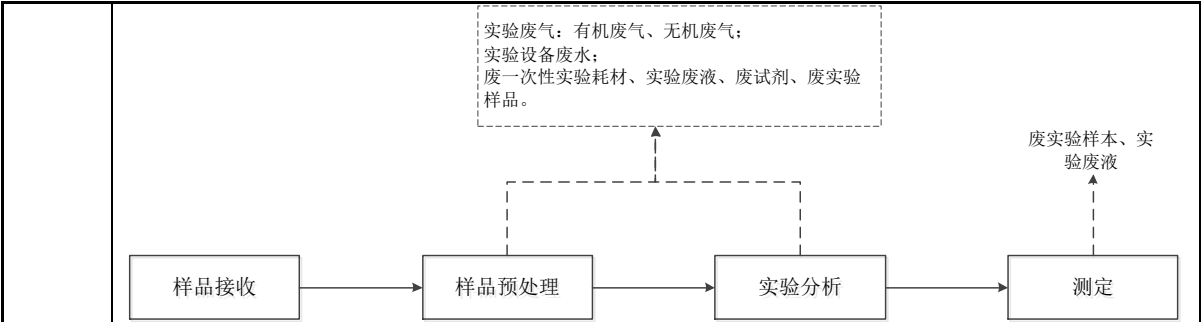 实验废气：有机废气、无机废气；
实验设备废水；
废一次性实验耗材、实验废液、废试剂、废实验
样品。
废实验样本、实
验废液
样品接收
样品预处理
实验分析
测定